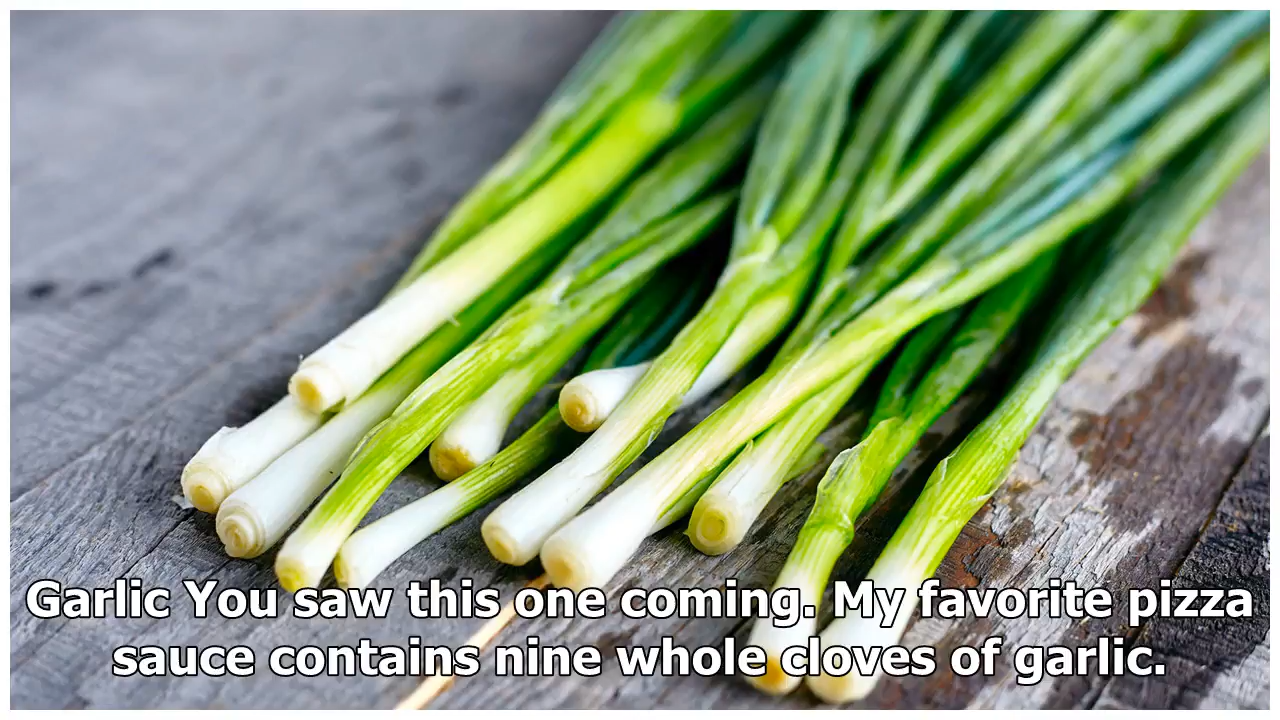 Garlic You saw this one coming. My favorite pizza
sauce contains nine whole cloves of garlic.